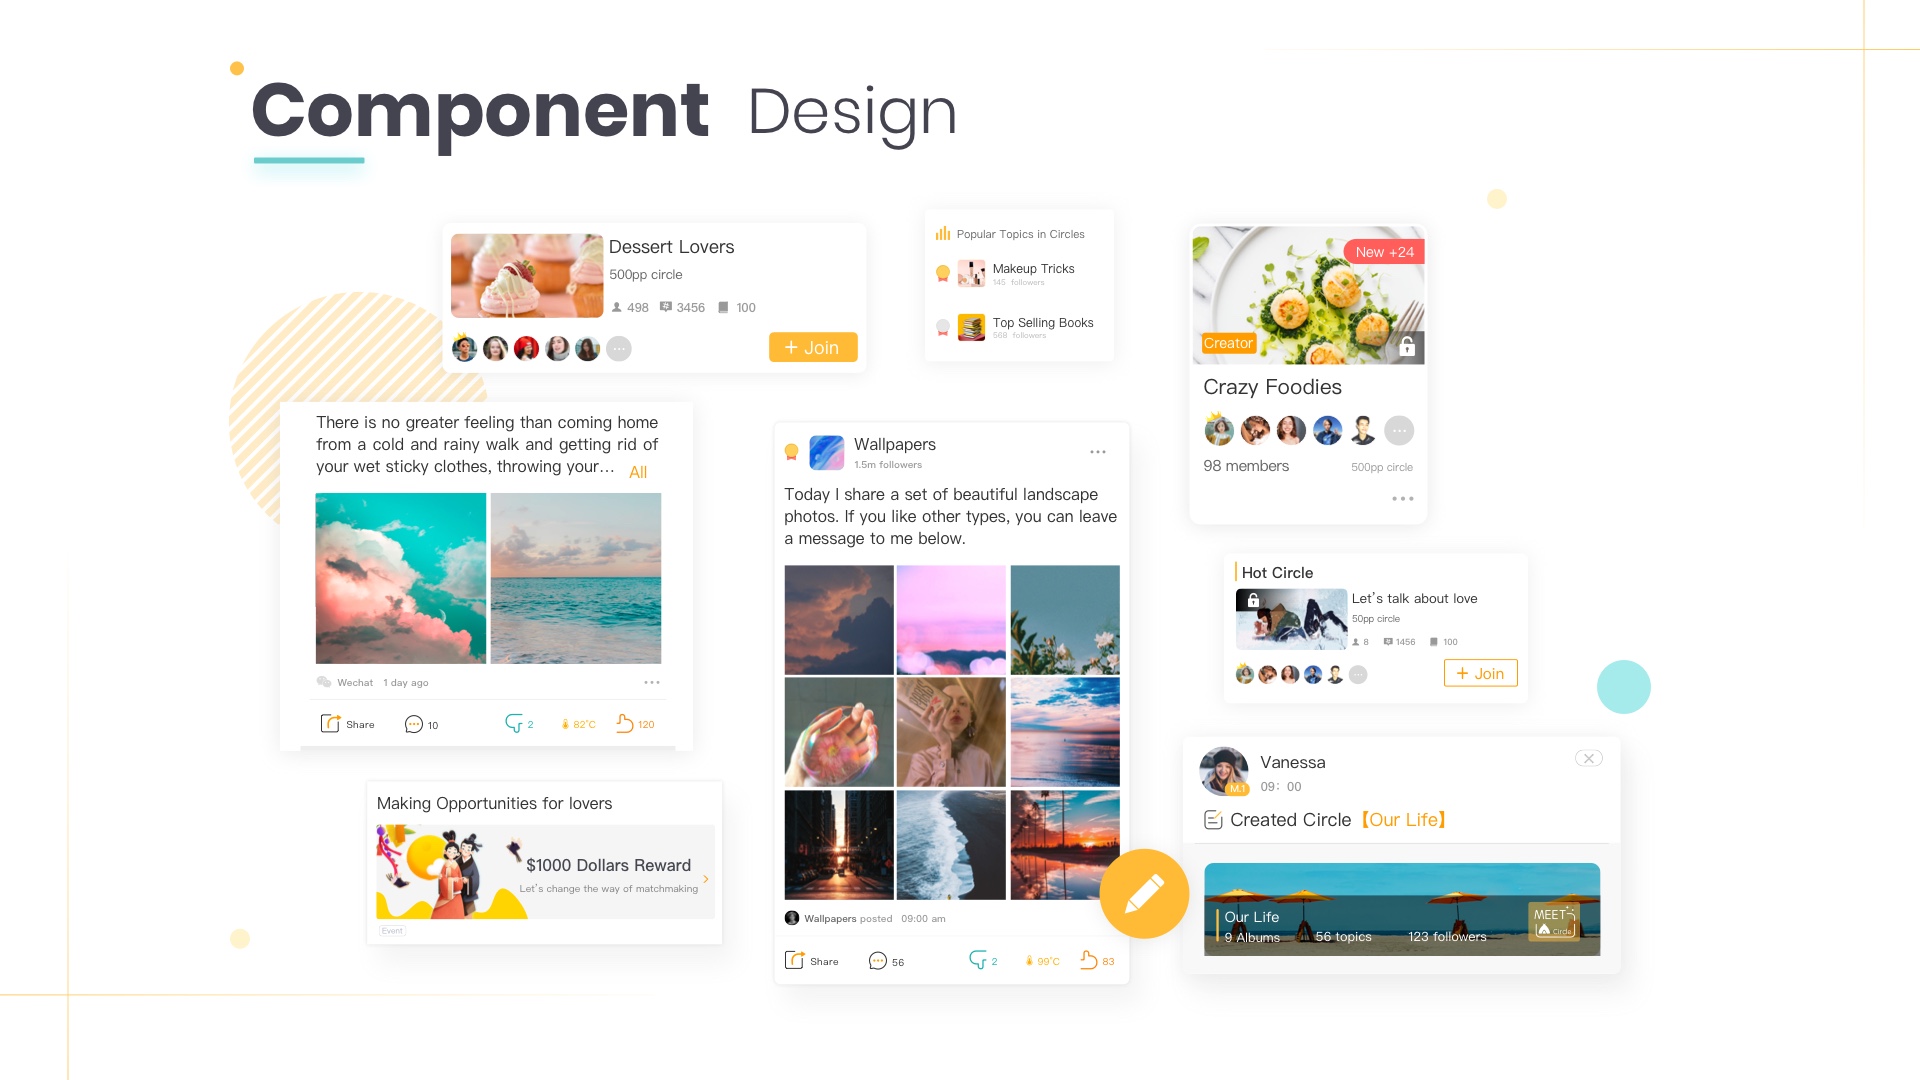 Component Design
Dessert Lovers
500pp circle
498 3456 100
+ Join
Popular Topics in Circles
Makeup Tricks
145 followers
Top Selling Books
568 followers
New +24
Creator
Crazy Foodies
98 members 500pp circle
There is no greater feeling than coming home
from a cold and rainy walk and getting rid of
your wet sticky clothes, throwing your... All
Wechat 1 day ago
Share 10 2 82°C 120
Wallpapers
1.5m followers
Today I share a set of beautiful landscape
photos. If you like other types, you can leave
a message to me below.
Wallpapers posted 09:00 am
Share 56 2 99°C 83
Hot Circle
Let's talk about love
50pp circle
8 1456 100
+ Join
Making Opportunities for lovers
$1000 Dollars Reward
Let's change the way of matchmaking
Event
Vanessa
M.1
09: 00
Created Circle【Our Life】
Our Life
9 Albums 56 topics 123 followers
MEET
Circle